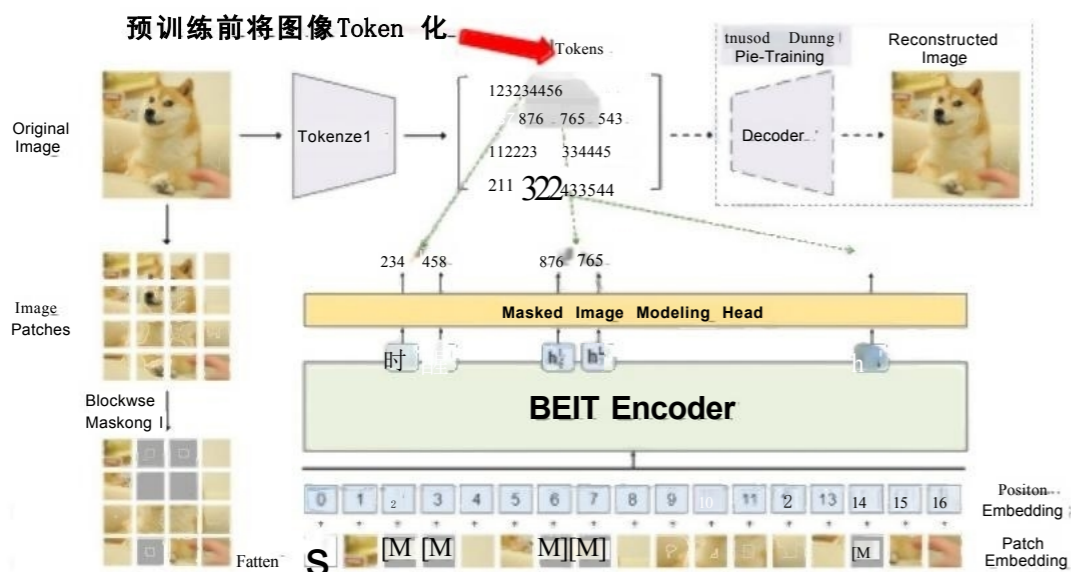 预训练前将图像Token 化
Tokens
tnusod Dunng
Pie-Training
Reconstructed
Image
Original
Image
Tokenze1
123234456
876 765 543
112223 334445
211 322 433544
Decoder
234 458 876 765
Image
Patches
Masked Image Modeling Head
时 h
BEIT Encoder
Blockwse
Maskong l
0 1 2 3 4 5 6 7 8 9 10 11 2 13 14 15 16
Positon
Embedding
Fatten
S [M [M M][M] [M
Patch
Embedding